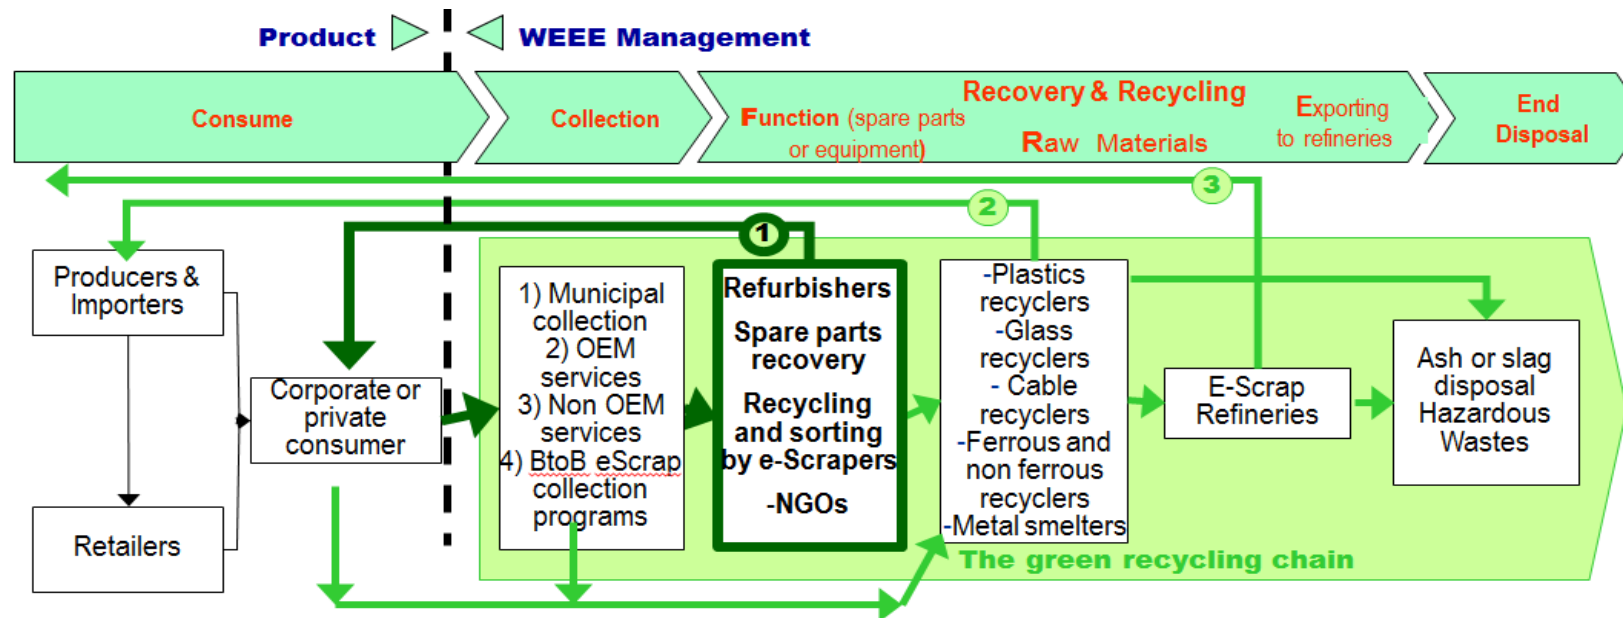 Product
WEEE Management
Consume
Collection
Recovery & Recycling
Function (spare parts
or equipment)
Raw Materials
Exporting
to refineries
End
Disposal
3
2
1
Producers &
Importers
Retailers
Corporate or
private
consumer
1) Municipal
collection
2) OEM
services
3) Non OEM
services
4) BtoB eScrap
collection
programs
Refurbishers
Spare parts
recovery
Recycling
and sorting
by e-Scrapers
-NGOs
-Plastics
recyclers
-Glass
recyclers
- Cable
recyclers
-Ferrous and
non ferrous
recyclers
-Metal smelters
E-Scrap
Refineries
Ash or slag
disposal
Hazardous
Wastes
The green recycling chain